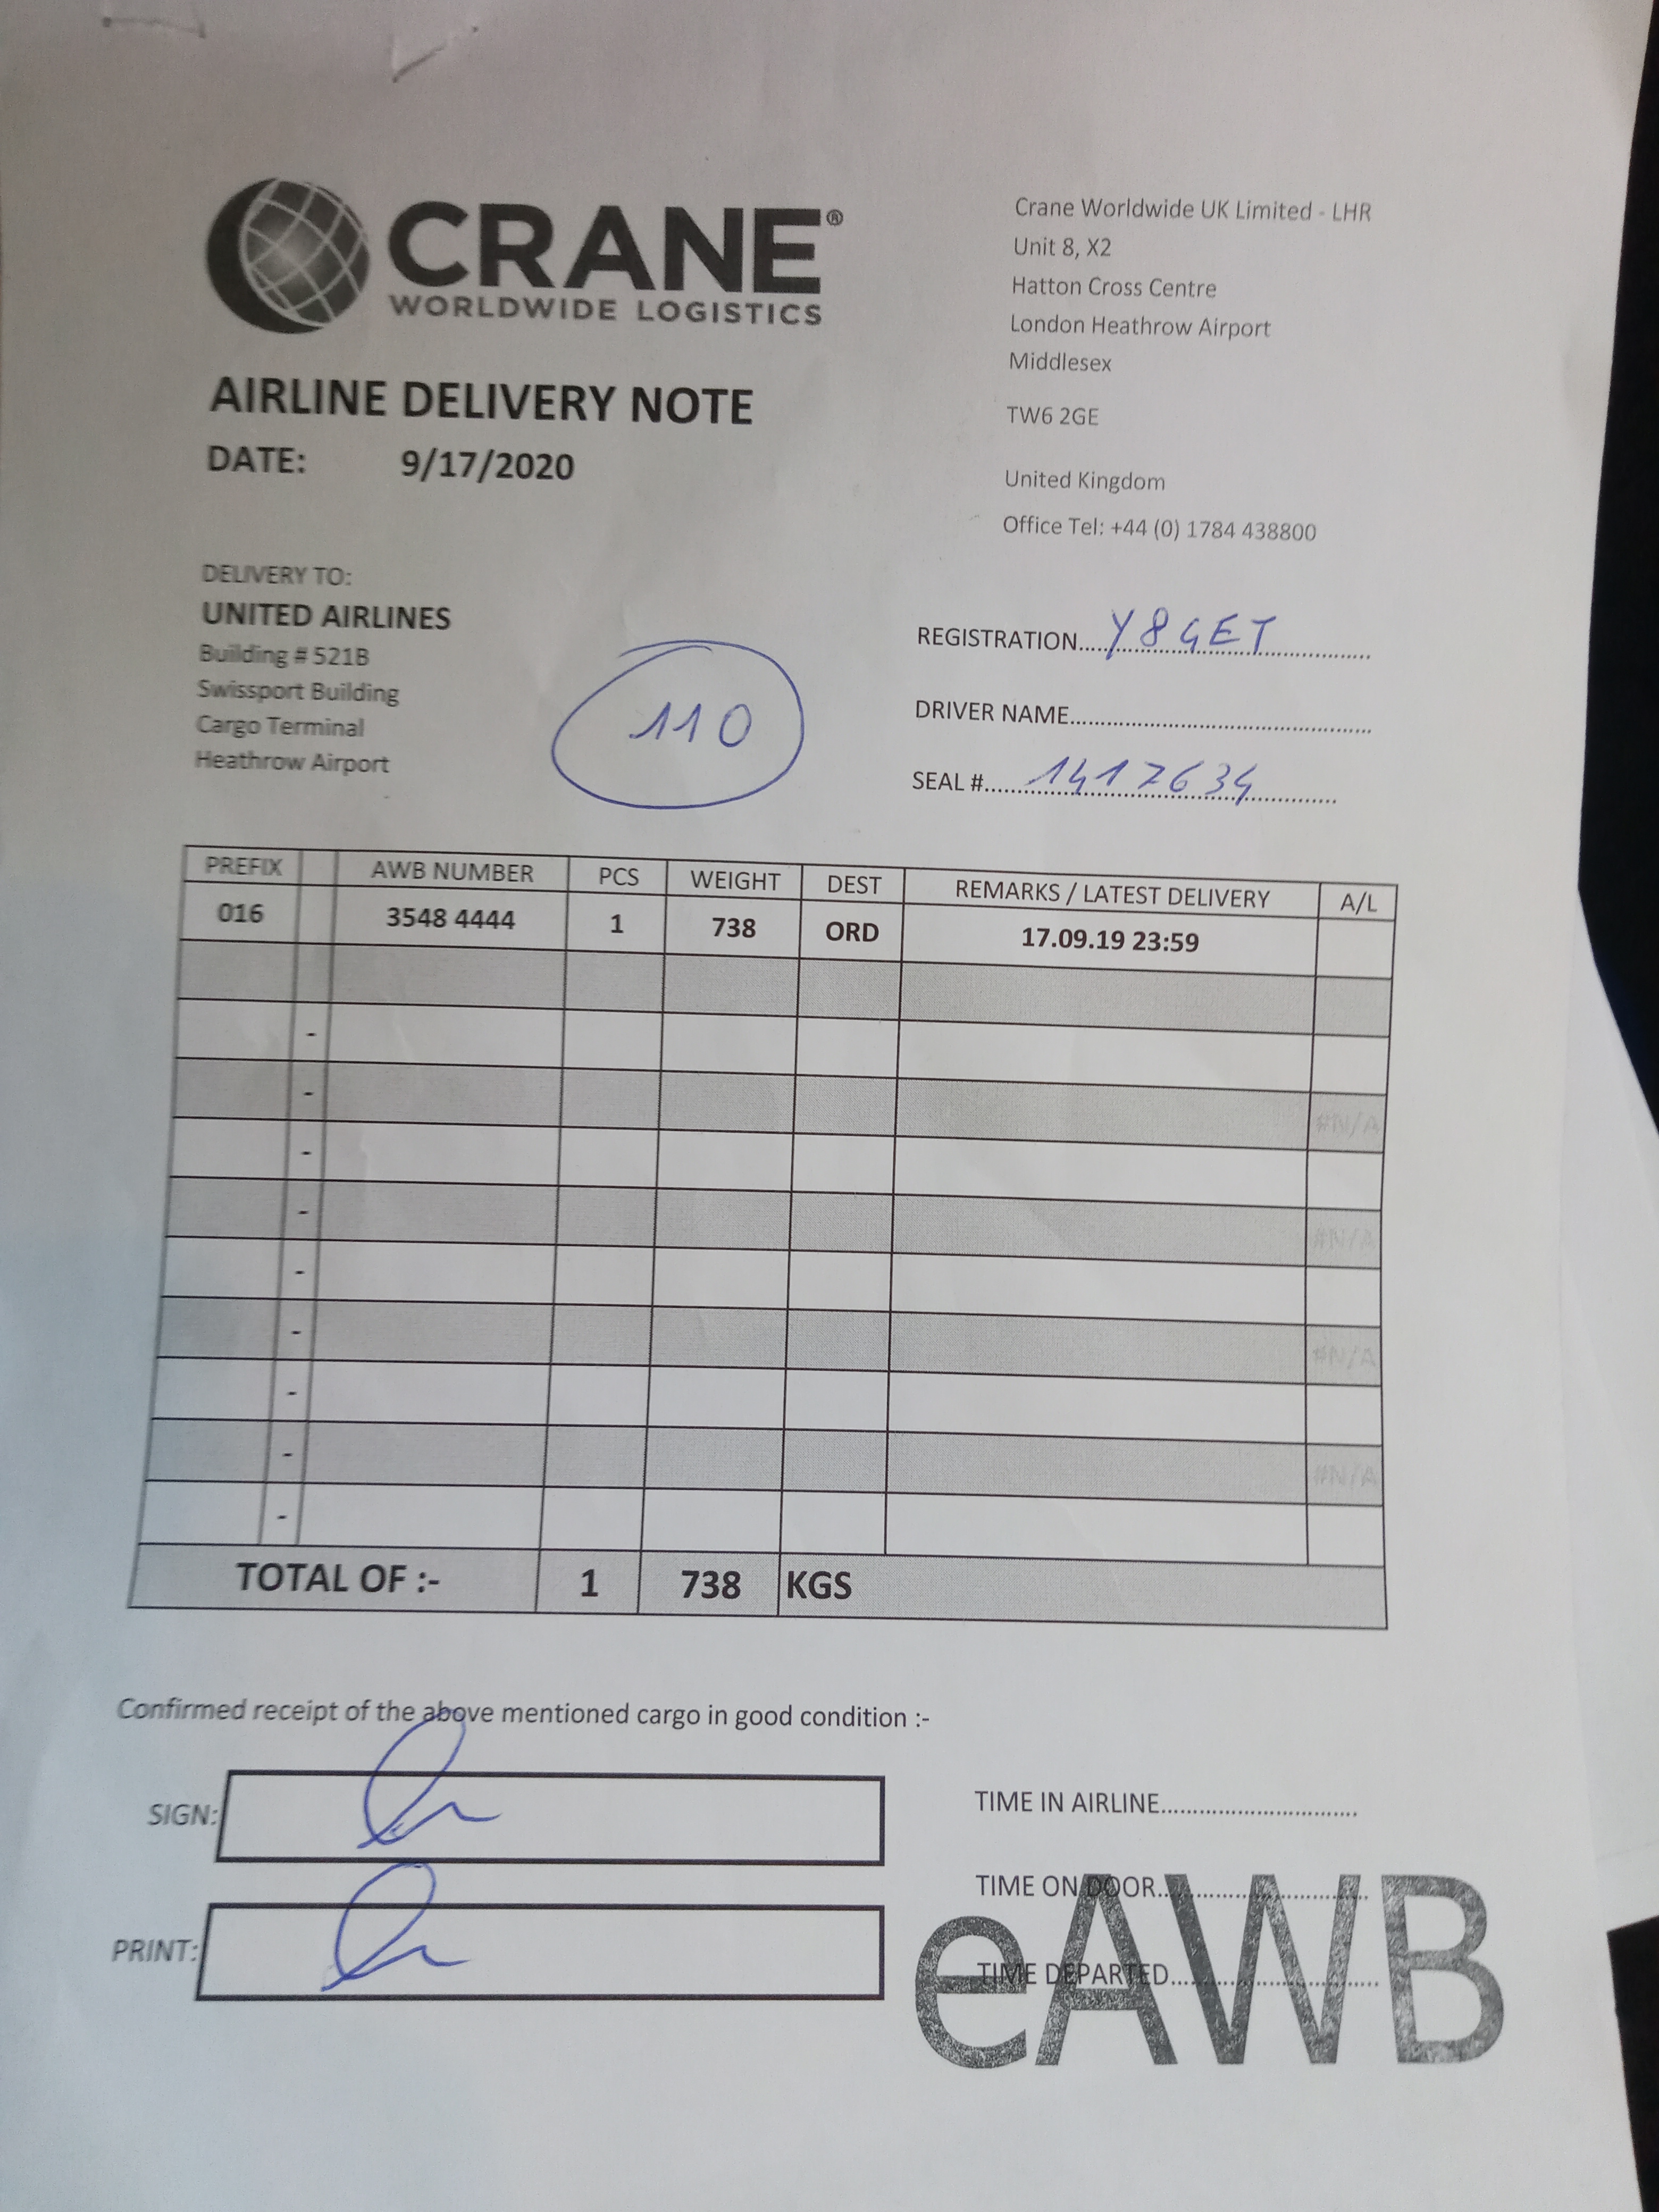 CRANE®
WORLDWIDE LOGISTICS
Crane Worldwide UK Limited - LHR
Unit 8, X2
Hatton Cross Centre
London Heathrow Airport
Middlesex
TW6 2GE
United Kingdom
Office Tel: +44 (0) 1784 438800
AIRLINE DELIVERY NOTE
DATE: 9/17/2020
DELIVERY TO:
UNITED AIRLINES
Building # 521B
Swissport Building
Cargo Terminal
Heathrow Airport
110
REGISTRATION.....Y8GET
DRIVER NAME
SEAL #.....1417634
PREFIX AWB NUMBER PCS WEIGHT DEST REMARKS / LATEST DELIVERY A/L
016 3548 4444 1 738 ORD 17.09.19 23:59
-
- #N/A
-
- #N/A
-
- #N/A
-
- #N/A
-
TOTAL OF :- 1 738 KGS
Confirmed receipt of the above mentioned cargo in good condition :-
SIGN:
PRINT:
TIME IN AIRLINE
TIME ON DOOR
TIME DEPARTED
eAWB